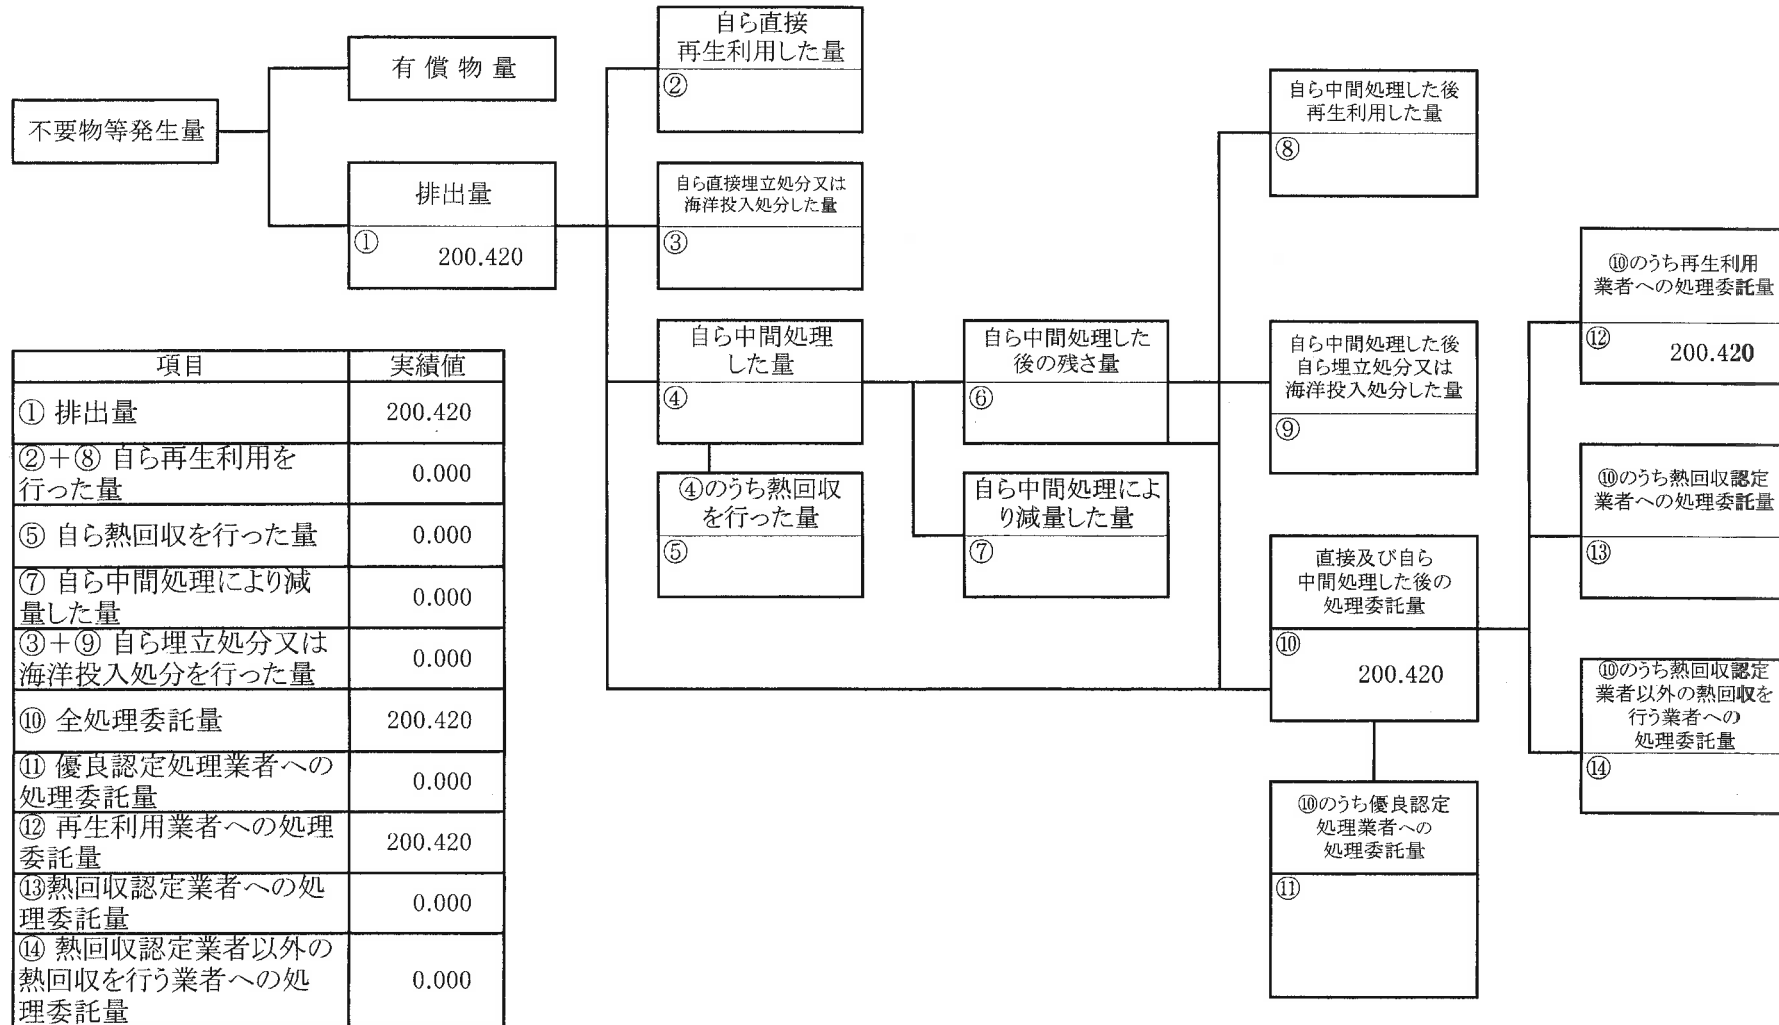 不要物等発生量
有償物量
排出量
①
200.420
自ら直接
再生利用した量
②
自ら直接埋立処分又は
海洋投入処分した量
③
自ら中間処理
した量
④
④のうち熱回収
を行った量
⑤
自ら中間処理した
後の残さ量
⑥
自ら中間処理によ
り減量した量
⑦
自ら中間処理した後
再生利用した量
⑧
自ら中間処理した後
自ら埋立処分又は
海洋投入処分した量
⑨
直接及び自ら
中間処理した後の
処理委託量
⑩
200.420
⑩のうち優良認定
処理業者への
処理委託量
⑪
⑩のうち再生利用
業者への処理委託量
⑫
200.420
⑩のうち熱回収認定
業者への処理委託量
⑬
⑩のうち熱回収認定
業者以外の熱回収を
行う業者への
処理委託量
⑭
項目 実績値
① 排出量 200.420
②+⑧ 自ら再生利用を
行った量 0.000
⑤ 自ら熱回収を行った量 0.000
⑦ 自ら中間処理により減
量した量 0.000
③+⑨ 自ら埋立処分又は
海洋投入処分を行った量 0.000
⑩ 全処理委託量 200.420
⑪ 優良認定処理業者への
処理委託量 0.000
⑫ 再生利用業者への処理
委託量 200.420
⑬熱回収認定業者への処
理委託量 0.000
⑭ 熱回収認定業者以外の
熱回収を行う業者への処
理委託量 0.000